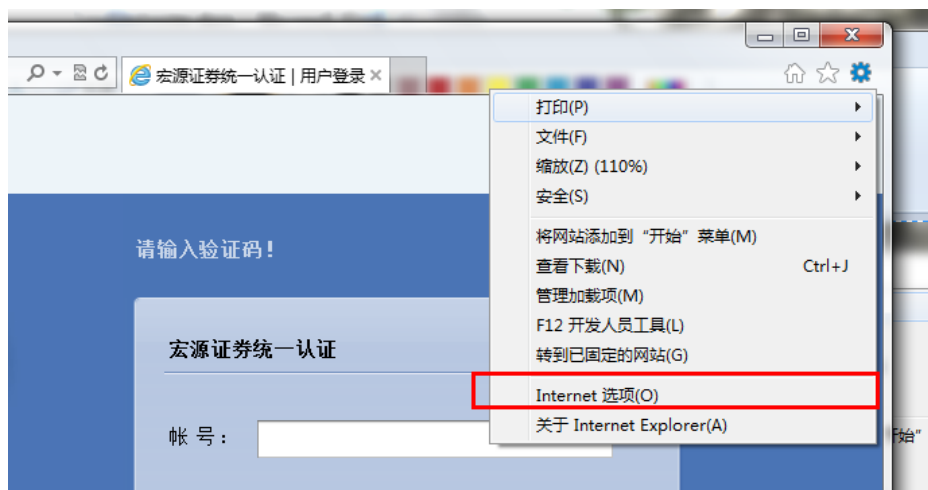 宏源证券统一认证 | 用户登录
打印(P)
文件(F)
缩放(Z) (110%)
安全(S)
将网站添加到“开始”菜单(M)
查看下载(N) Ctrl+J
管理加载项(M)
F12 开发人员工具(L)
转到已固定的网站(G)
Internet 选项(O)
关于 Internet Explorer(A)
请输入验证码!
宏源证券统一认证
帐 号:
开始”